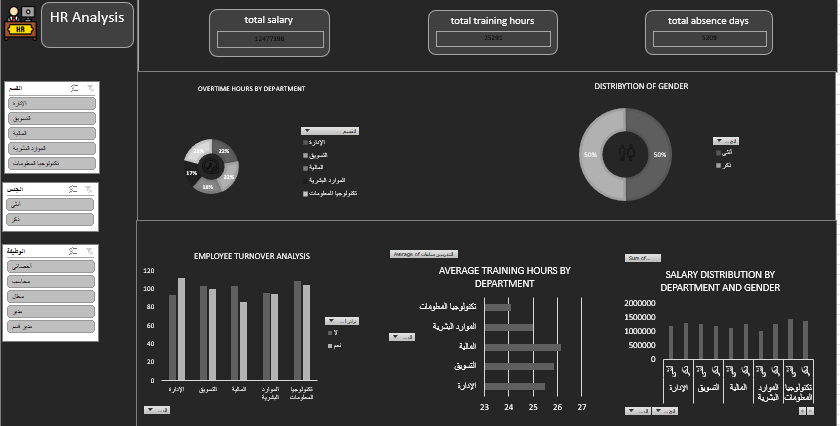 HR
HR Analysis
total salary
12477398
total training hours
25291
total absence days
5209
القسم
الإدارة
التسويق
المالية
الموارد البشرية
تكنولوجيا المعلومات
الجنس
أنثى
ذكر
الوظيفة
أخصائي
محاسب
محلل
مدير
مدير قسم
OVERTIME HOURS BY DEPARTMENT
22%
22%
18%
17%
21%
القسم
الإدارة
التسويق
المالية
الموارد البشرية
تكنولوجيا المعلومات
DISTRIBYTION OF GENDER
50%
50%
أنثى
ذكر
EMPLOYEE TURNOVER ANALYSIS
120
100
80
60
40
20
0
الإدارة
التسويق
المالية
الموارد البشرية
تكنولوجيا المعلومات
لا
نعم
Average of التدريس ساعات
AVERAGE TRAINING HOURS BY
DEPARTMENT
تكنولوجيا المعلومات
الموارد البشرية
المالية
التسويق
الإدارة
23 24 25 26 27
Sum of...
SALARY DISTRIBUTION BY
DEPARTMENT AND GENDER
2000000
1500000
1000000
500000
0
الإدارة
التسويق
المالية
الموارد البشرية
تكنولوجيا المعلومات